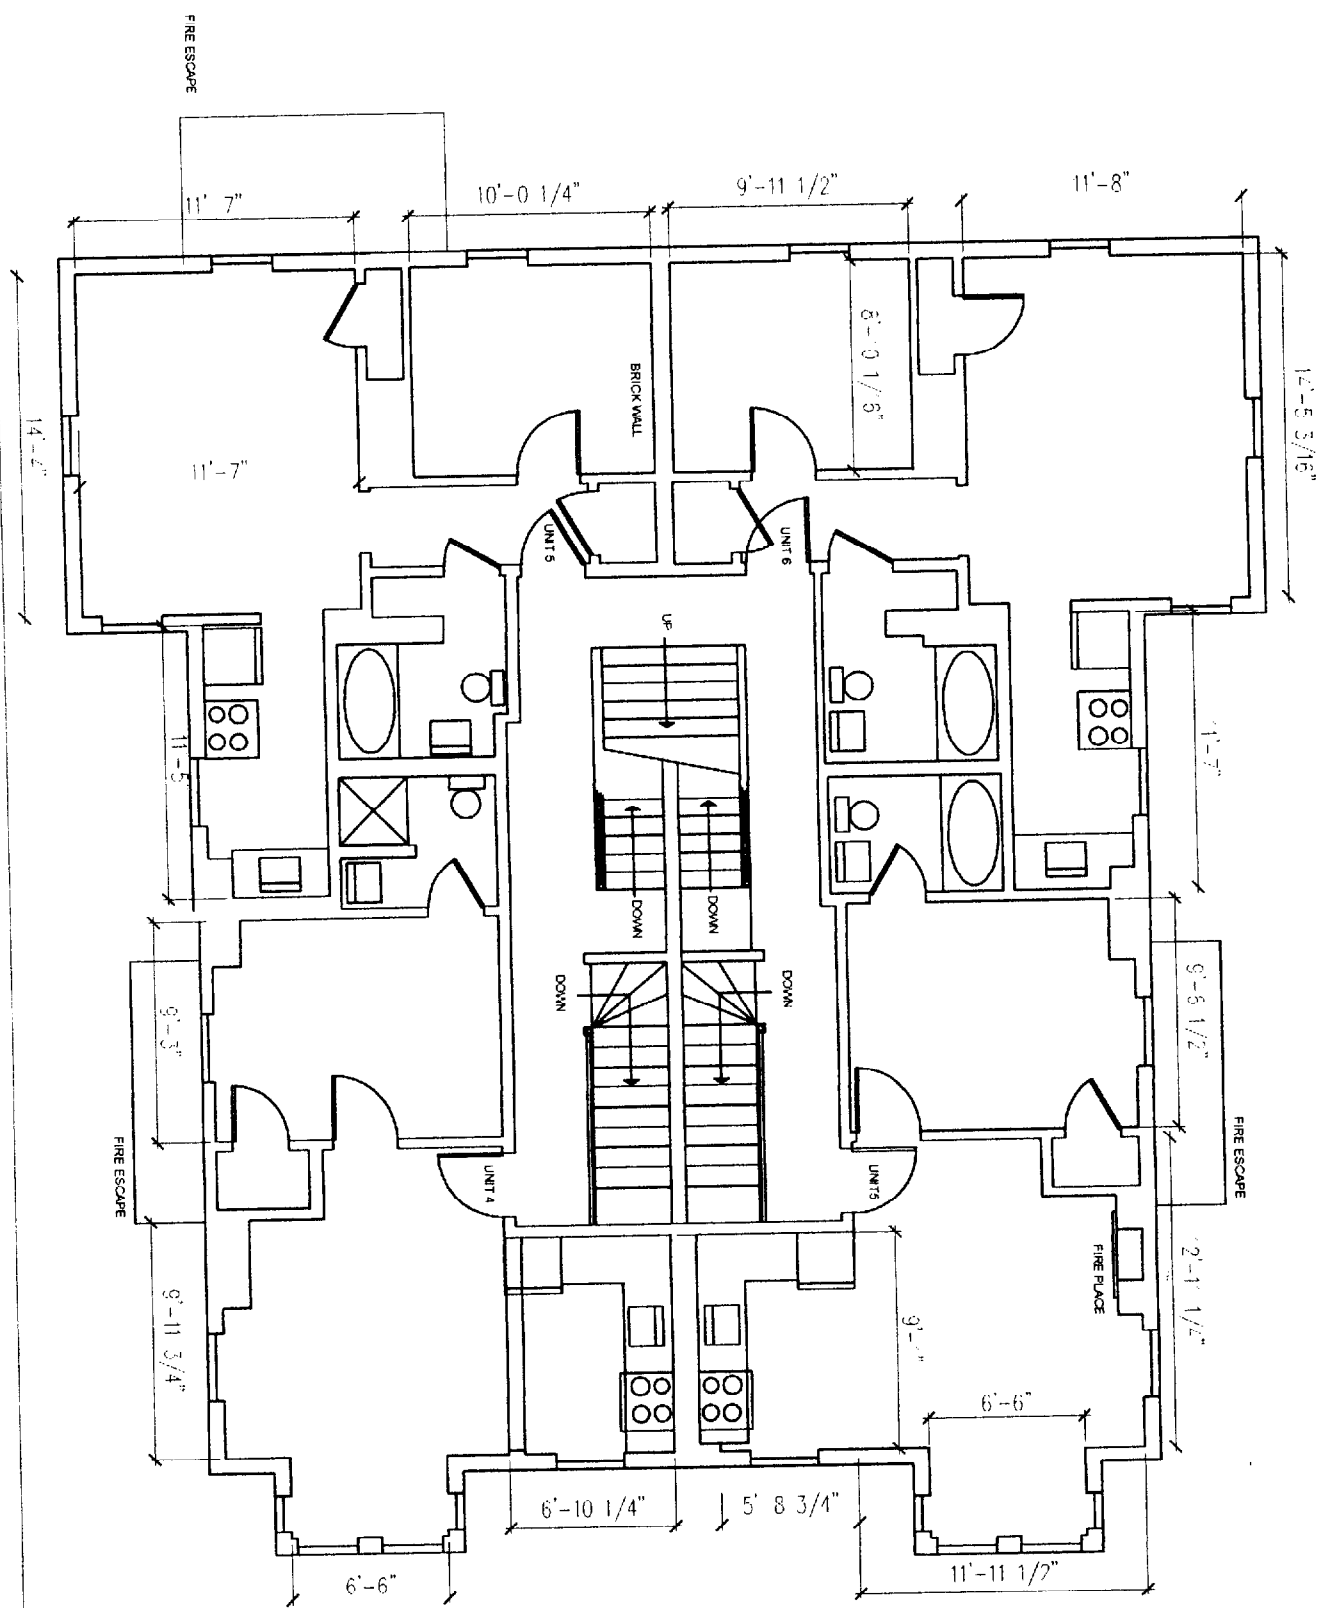 FIRE ESCAPE
11'-7"
10'-0 1/4"
9'-11 1/2"
11'-8"
BRICK WALL
14'-2"
11'-7"
UNIT 5
UNIT 6
UP
11'-5
DOWN
DOWN
DOWN
DOWN
9'-3"
9'-6 1/2"
FIRE ESCAPE
FIRE ESCAPE
UNIT 4
UNIT 5
FIRE PLACE
9'-11 3/4"
6'-6"
6'-10 1/4"
5' 8 3/4"
11'-11 1/2"
6'-6"